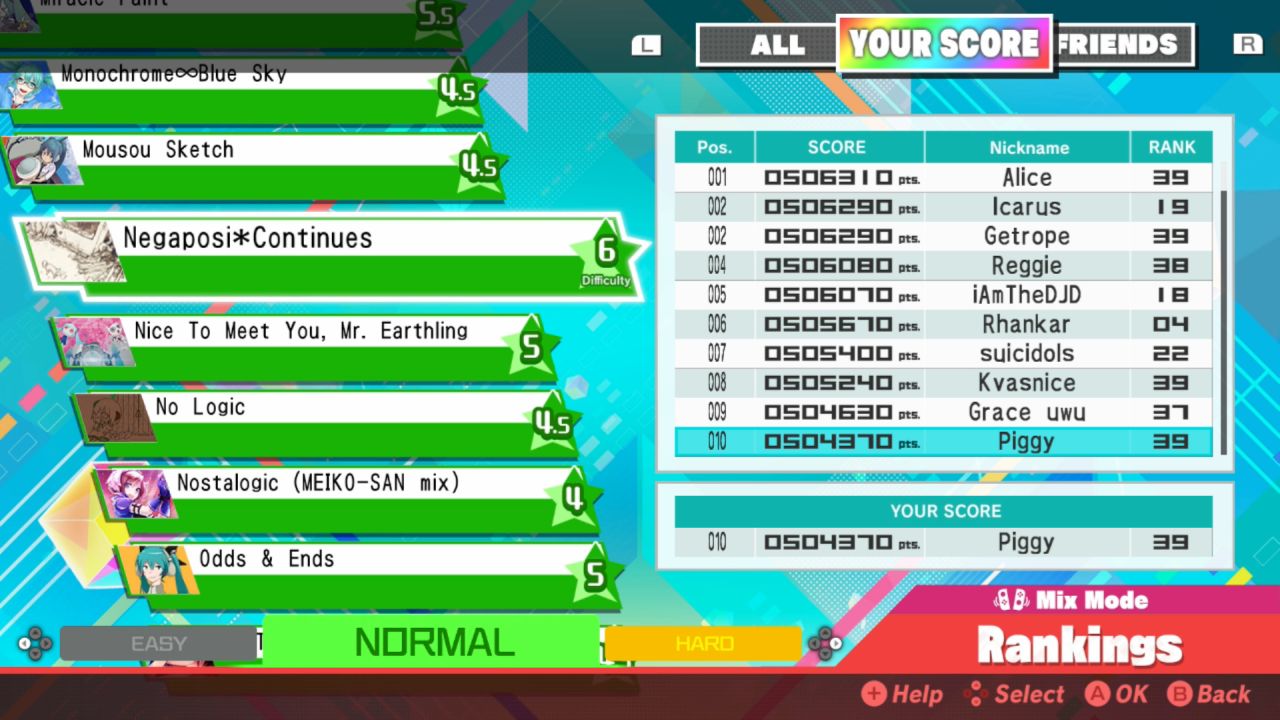 Miracle Paint
5.5
L
ALL
YOUR SCORE
FRIENDS
R
Monochrome∞Blue Sky
4.5
Mousou Sketch
4.5
Negaposi*Continues
6
Difficulty
Nice To Meet You, Mr. Earthling
5
No Logic
4.5
Nostalogic (MEIKO-SAN mix)
4
Odds & Ends
5
Pos. SCORE Nickname RANK
001 0506310 pts. Alice 39
002 0506290 pts. Icarus 19
002 0506290 pts. Getrope 39
004 0506080 pts. Reggie 38
005 0506070 pts. iAmTheDJD 18
006 0505670 pts. Rhankar 04
007 0505400 pts. suicidols 22
008 0505240 pts. Kvasnice 39
009 0504630 pts. Grace uwu 37
010 0504370 pts. Piggy 39
YOUR SCORE
010 0504370 pts. Piggy 39
EASY
NORMAL
HARD
Mix Mode
Rankings
+ Help Select A OK B Back